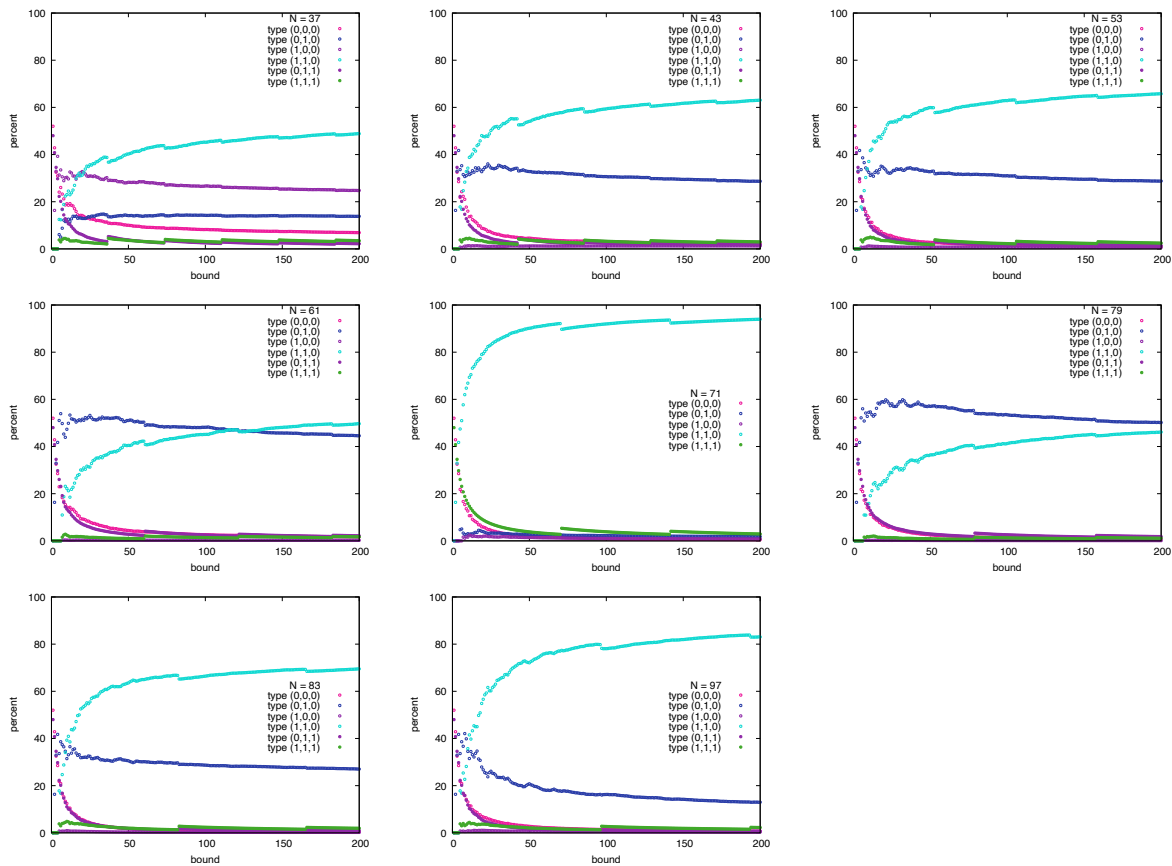 100
80
60
40
20
0
percent
N = 37
type (0,0,0)
type (0,1,0)
type (1,0,0)
type (1,1,0)
type (0,1,1)
type (1,1,1)
0 50 100 150 200
bound
100
80
60
40
20
0
percent
N = 43
type (0,0,0)
type (0,1,0)
type (1,0,0)
type (1,1,0)
type (0,1,1)
type (1,1,1)
0 50 100 150 200
bound
100
80
60
40
20
0
percent
N = 53
type (0,0,0)
type (0,1,0)
type (1,0,0)
type (1,1,0)
type (0,1,1)
type (1,1,1)
0 50 100 150 200
bound
100
80
60
40
20
0
percent
N = 61
type (0,0,0)
type (0,1,0)
type (1,0,0)
type (1,1,0)
type (0,1,1)
type (1,1,1)
0 50 100 150 200
bound
100
80
60
40
20
0
percent
N = 71
type (0,0,0)
type (0,1,0)
type (1,0,0)
type (1,1,0)
type (1,1,1)
0 50 100 150 200
bound
100
80
60
40
20
0
percent
N = 79
type (0,0,0)
type (0,1,0)
type (1,0,0)
type (1,1,0)
type (0,1,1)
type (1,1,1)
0 50 100 150 200
bound
100
80
60
40
20
0
percent
N = 83
type (0,0,0)
type (0,1,0)
type (1,0,0)
type (1,1,0)
type (0,1,1)
type (1,1,1)
0 50 100 150 200
bound
100
80
60
40
20
0
percent
N = 97
type (0,0,0)
type (0,1,0)
type (1,0,0)
type (1,1,0)
type (0,1,1)
type (1,1,1)
0 50 100 150 200
bound